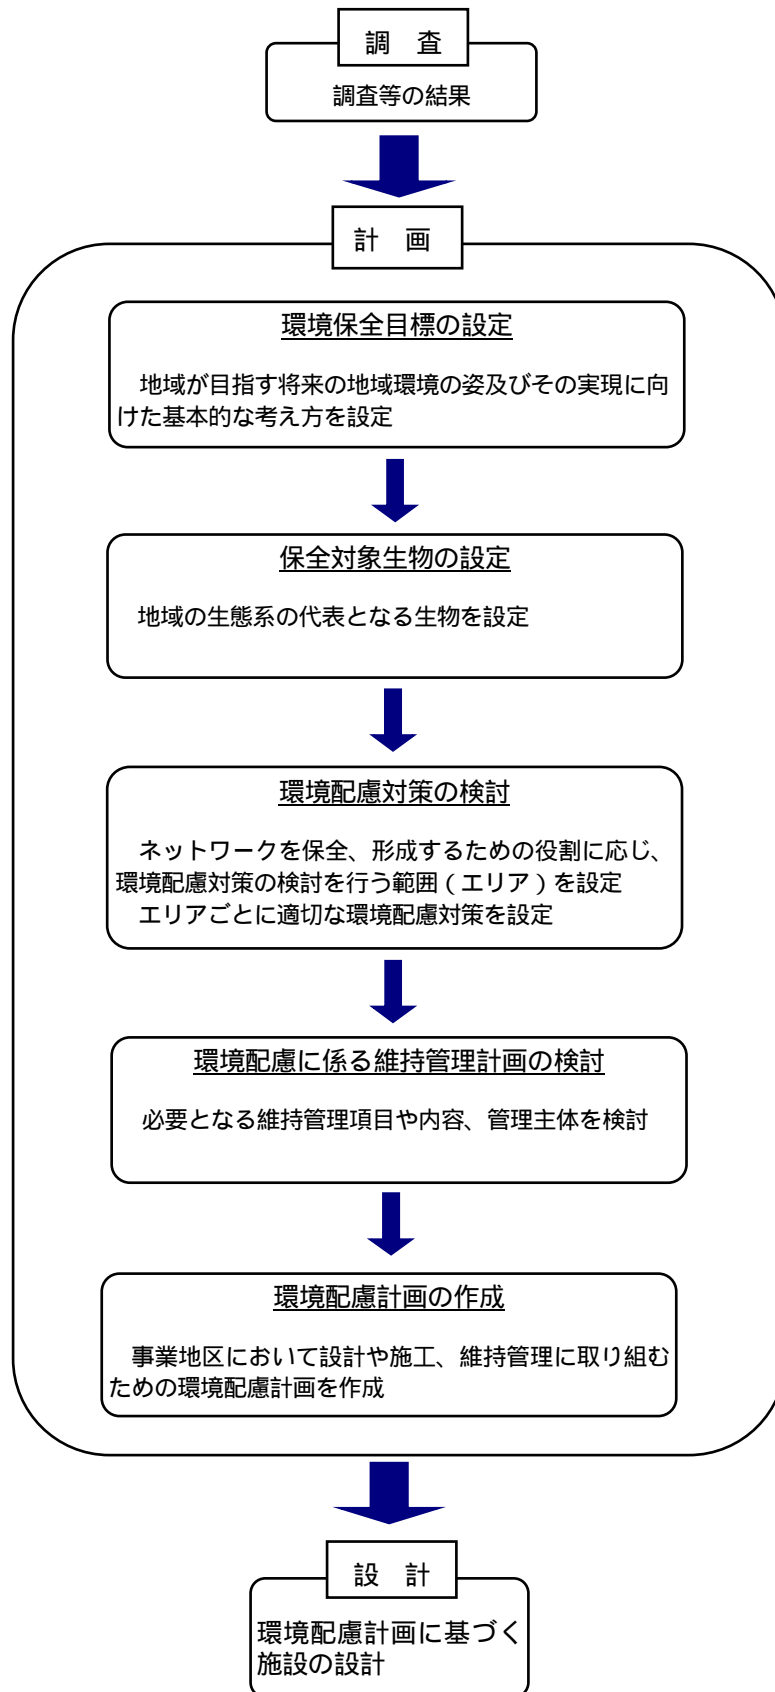 調　査
調査等の結果
計　画
環境保全目標の設定
地域が目指す将来の地域環境の姿及びその実現に向
けた基本的な考え方を設定
保全対象生物の設定
地域の生態系の代表となる生物を設定
環境配慮対策の検討
ネットワークを保全、形成するための役割に応じ、
環境配慮対策の検討を行う範囲（エリア）を設定
エリアごとに適切な環境配慮対策を設定
環境配慮に係る維持管理計画の検討
必要となる維持管理項目や内容、管理主体を検討
環境配慮計画の作成
事業地区において設計や施工、維持管理に取り組む
ための環境配慮計画を作成
設　計
環境配慮計画に基づく
施設の設計